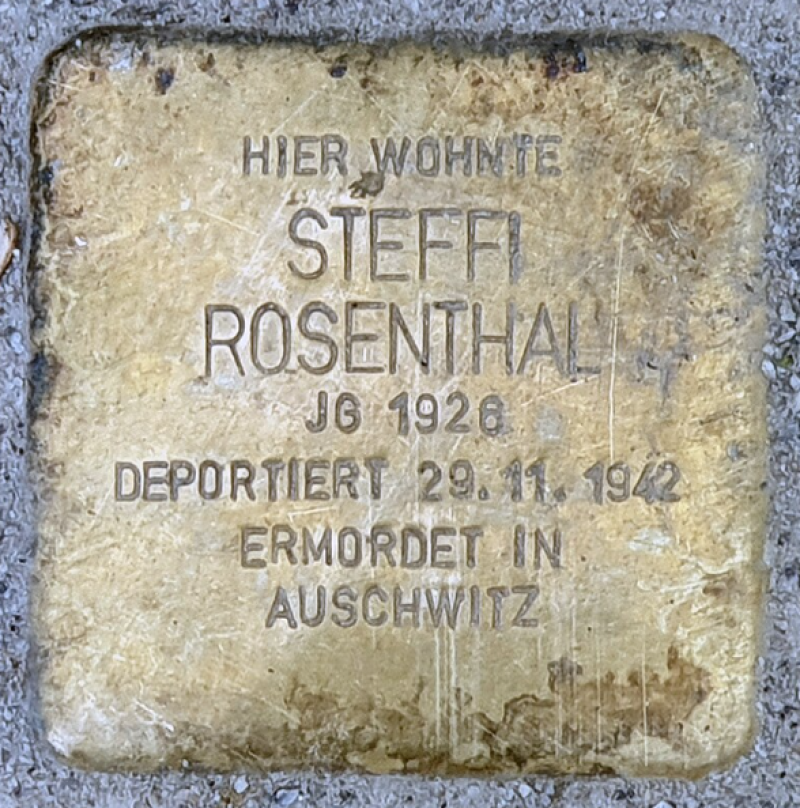 HIER WOHNTE
STEFFI
ROSENTHAL
JG 1926
DEPORTIERT 29.11.1942
ERMORDET IN
AUSCHWITZ